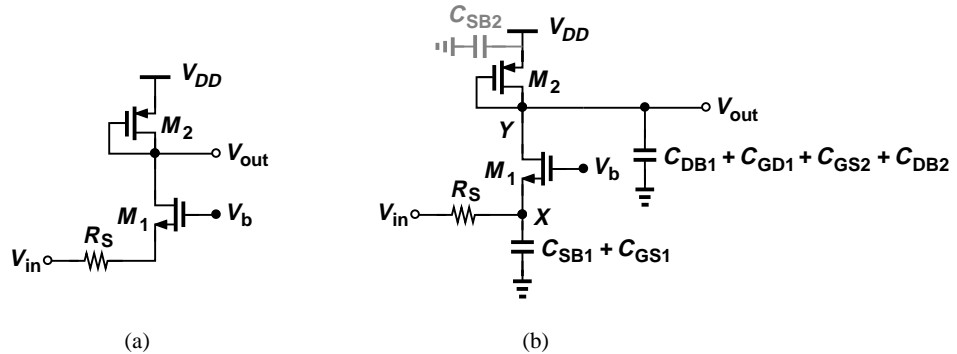 V_DD
M_2
V_out
M_1
V_b
R_S
V_in
(a)
C_SB2
V_DD
M_2
V_out
Y
C_DB1 + C_GD1 + C_GS2 + C_DB2
M_1
V_b
R_S
V_in
X
C_SB1 + C_GS1
(b)